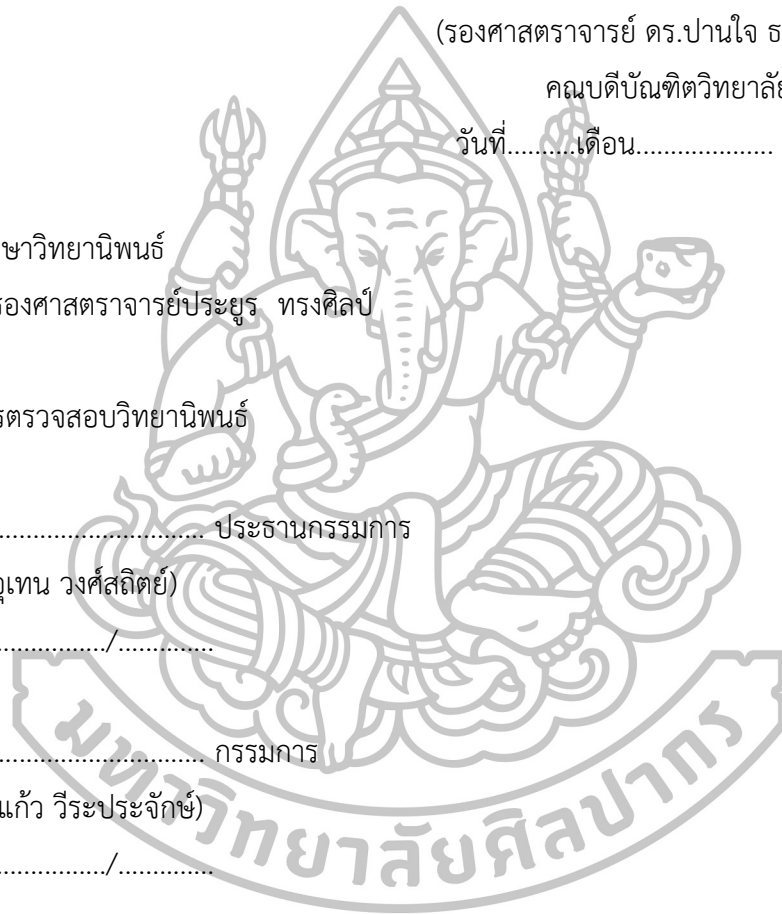 (รองศาสตราจารย์ ดร.ปานใจ
คณบดีบัณฑิตวิทยาลัย
วันที่..........เดือน...................
ษาวิทยานิพนธ์
รองศาสตราจารย์ประยูร ทรงศิลป์
รตรวจสอบวิทยานิพนธ์
............................ ประธานกรรมการ
อุเทน วงศ์สถิตย์)
.............../.............
............................ กรรมการ
แก้ว วีระประจักษ์)
.............../.............
มหาวิทยาลัยศิลปากร